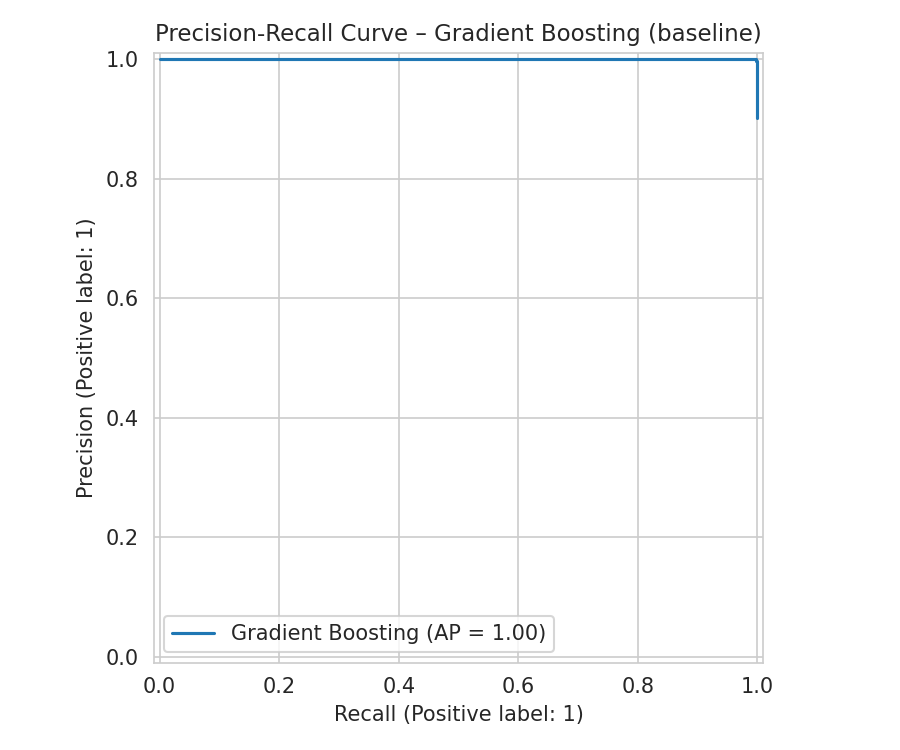 Precision-Recall Curve – Gradient Boosting (baseline)
1.0
0.8
0.6
0.4
0.2
0.0
Precision (Positive label: 1)
Gradient Boosting (AP = 1.00)
0.0 0.2 0.4 0.6 0.8 1.0
Recall (Positive label: 1)